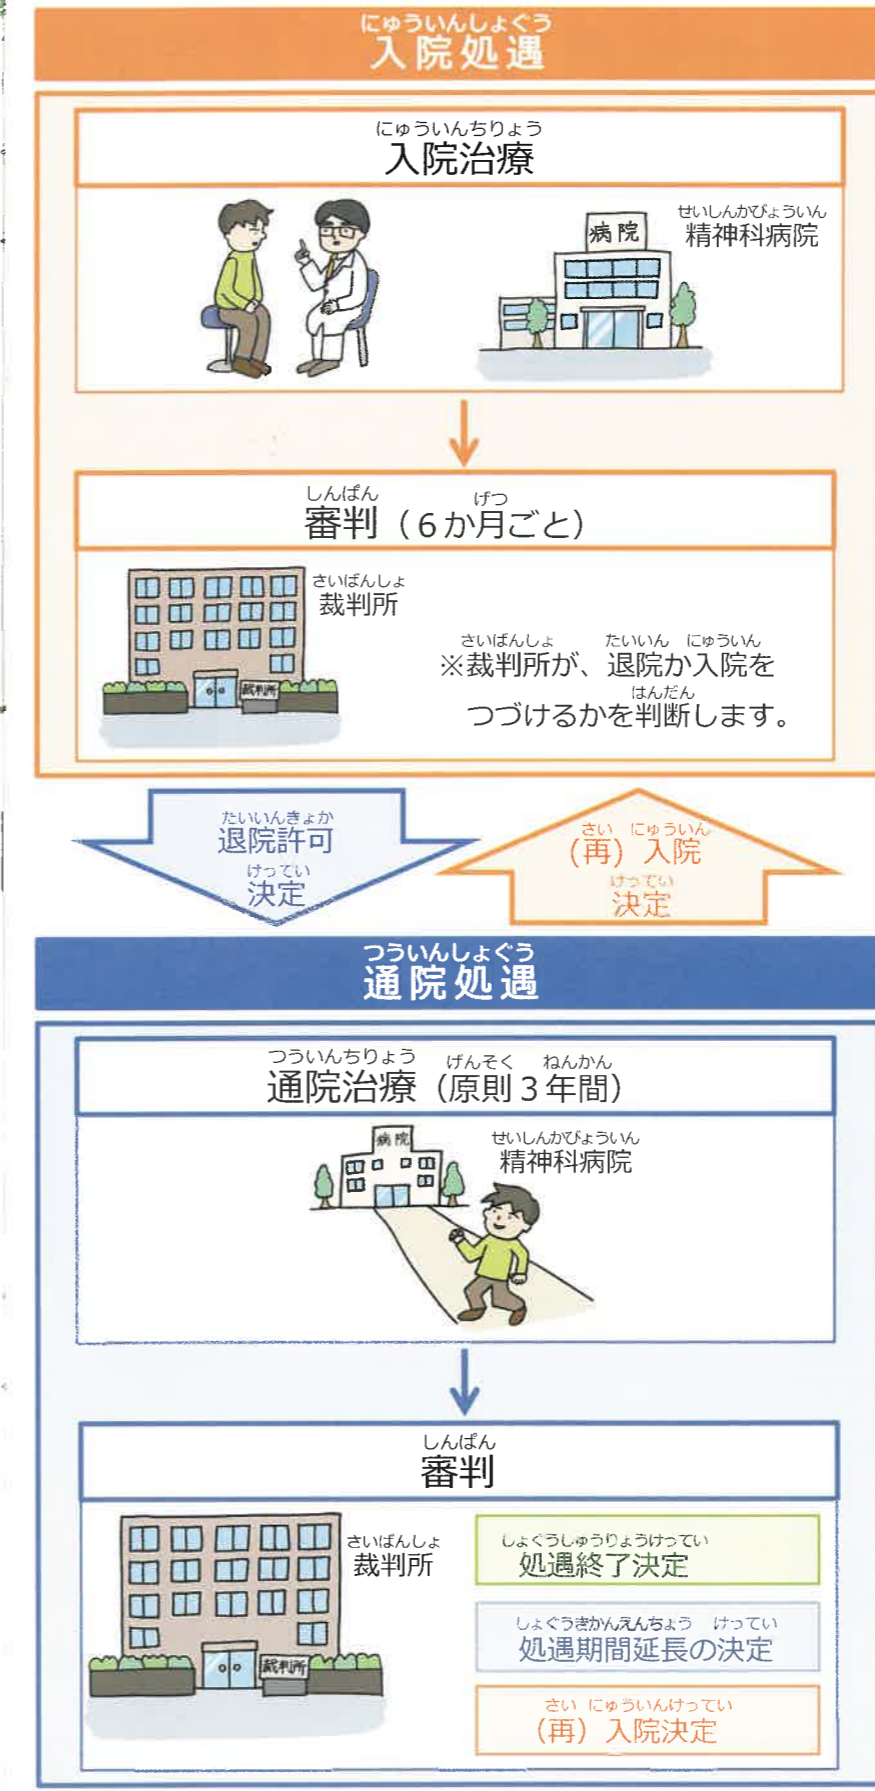 にゅういんしょぐう
入院処遇
にゅういんちりょう
入院治療
病院
せいしんかびょういん
精神科病院
しんぱん げつ
審判（6か月ごと）
さいばんしょ
裁判所
裁判所
さいばんしょ たいいん にゅういん
※裁判所が、退院か入院を
はんだん
つづけるかを判断します。
たいいんきょか
退院許可
けってい
決定
さい にゅういん
（再）入院
けってい
決定
つういんしょぐう
通院処遇
つういんちりょう げんそく ねんかん
通院治療（原則3年間）
病院
せいしんかびょういん
精神科病院
しんぱん
審判
さいばんしょ
裁判所
裁判所
しょぐうしゅうりょうけってい
処遇終了決定
しょぐうきかんえんちょう けってい
処遇期間延長の決定
さい にゅういんけってい
（再）入院決定